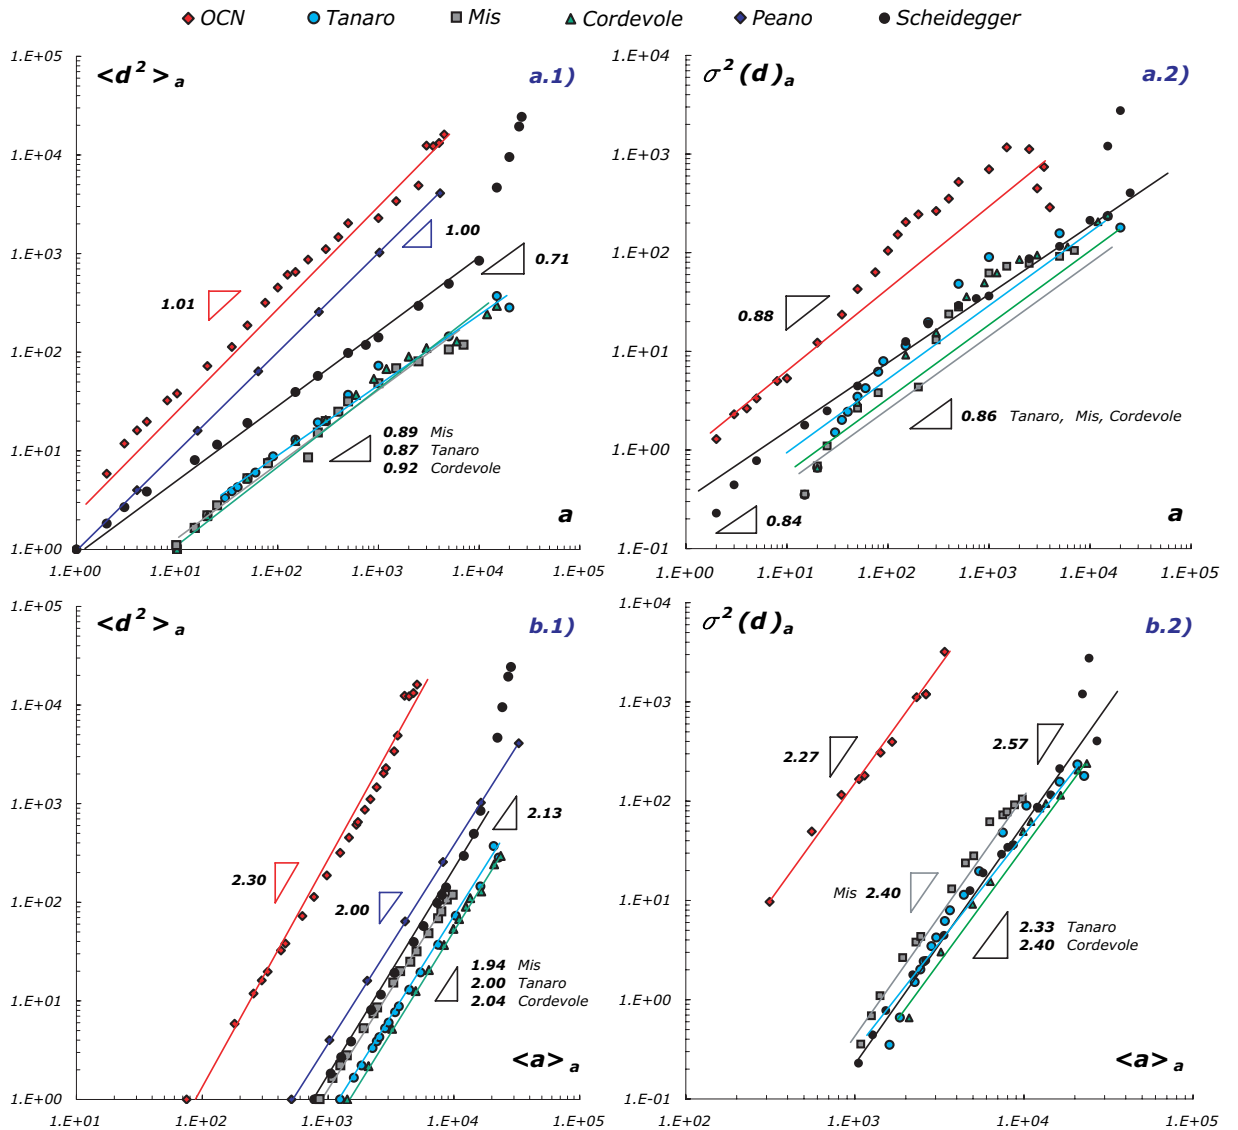 OCN Tanaro Mis Cordevole Peano Scheidegger
<d²>a
a.1)
1.E+05
1.E+04
1.E+03
1.E+02
1.E+01
1.E+00
1.01
1.00
0.71
0.89 Mis
0.87 Tanaro
0.92 Cordevole
a
1.E+00 1.E+01 1.E+02 1.E+03 1.E+04 1.E+05
σ²(d)a
a.2)
1.E+04
1.E+03
1.E+02
1.E+01
1.E+00
1.E-01
0.88
0.86 Tanaro, Mis, Cordevole
0.84
a
1.E+00 1.E+01 1.E+02 1.E+03 1.E+04 1.E+05
<d²>a
b.1)
1.E+05
1.E+04
1.E+03
1.E+02
1.E+01
1.E+00
2.30
2.00
2.13
1.94 Mis
2.00 Tanaro
2.04 Cordevole
<a>a
1.E+01 1.E+02 1.E+03 1.E+04 1.E+05
σ²(d)a
b.2)
1.E+04
1.E+03
1.E+02
1.E+01
1.E+00
1.E-01
2.27
2.57
Mis 2.40
2.33 Tanaro
2.40 Cordevole
<a>a
1.E+02 1.E+03 1.E+04 1.E+05